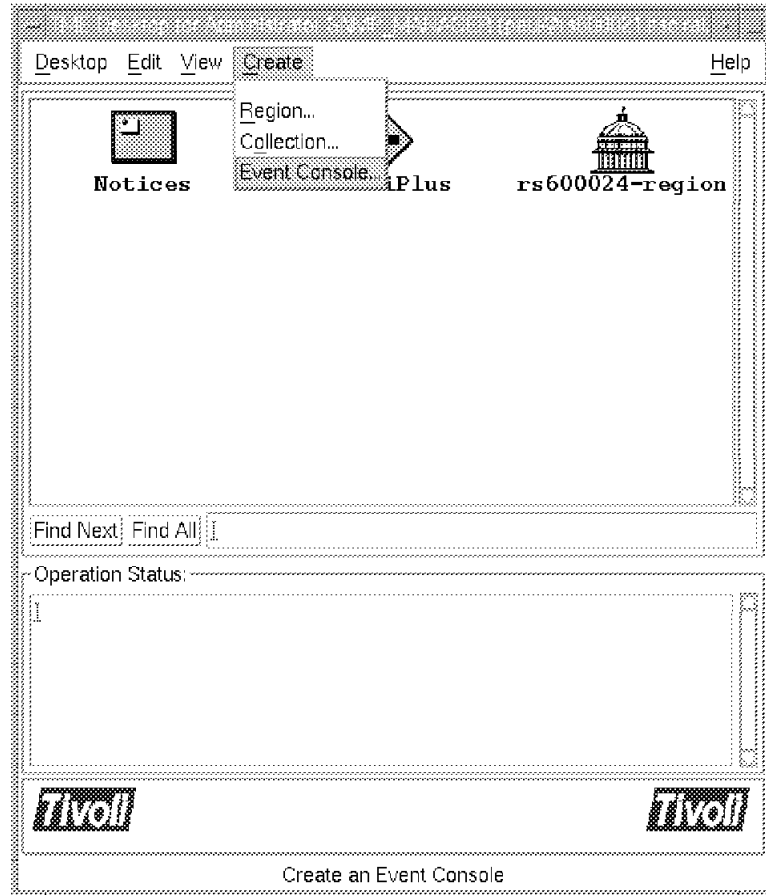 Desktop Edit View Create Help
Region...
Collection...
Event Console...
Notices iPlus rs600024-region
Find Next Find All
Operation Status:
Tivoli Tivoli
Create an Event Console